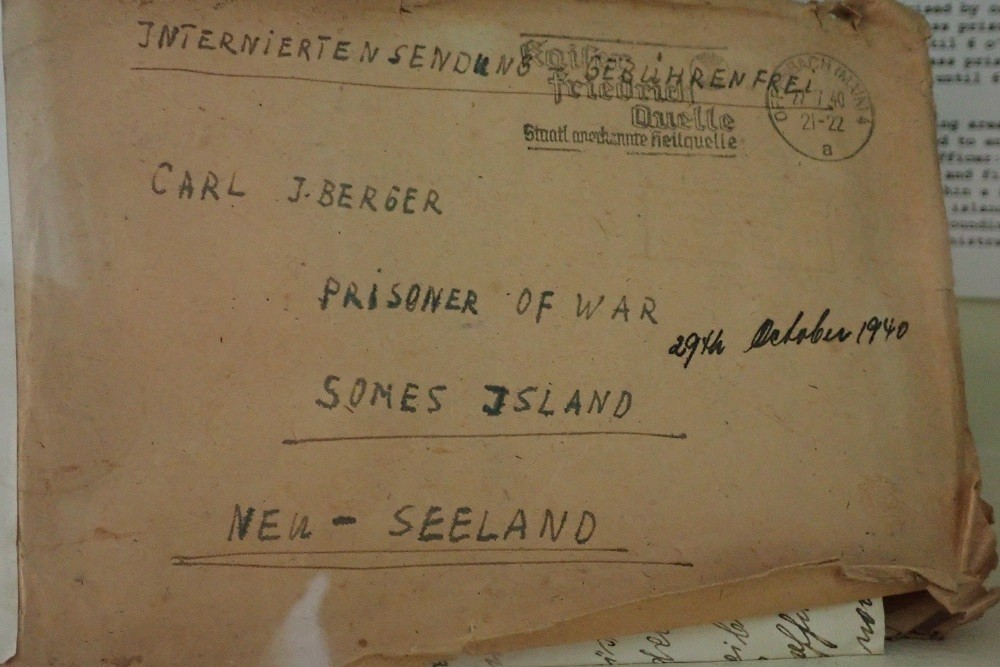 JNTERNiERTENSENDUNG GEBÜHRENFREI
Kaiser
Friedrich
Quelle
Staatl anerkannte Heilquelle
21-22
a
CARL J. BERGER
PRiSONER OF WAR
29th October 1940
SOMES JSLAND
NEu - SEELAND